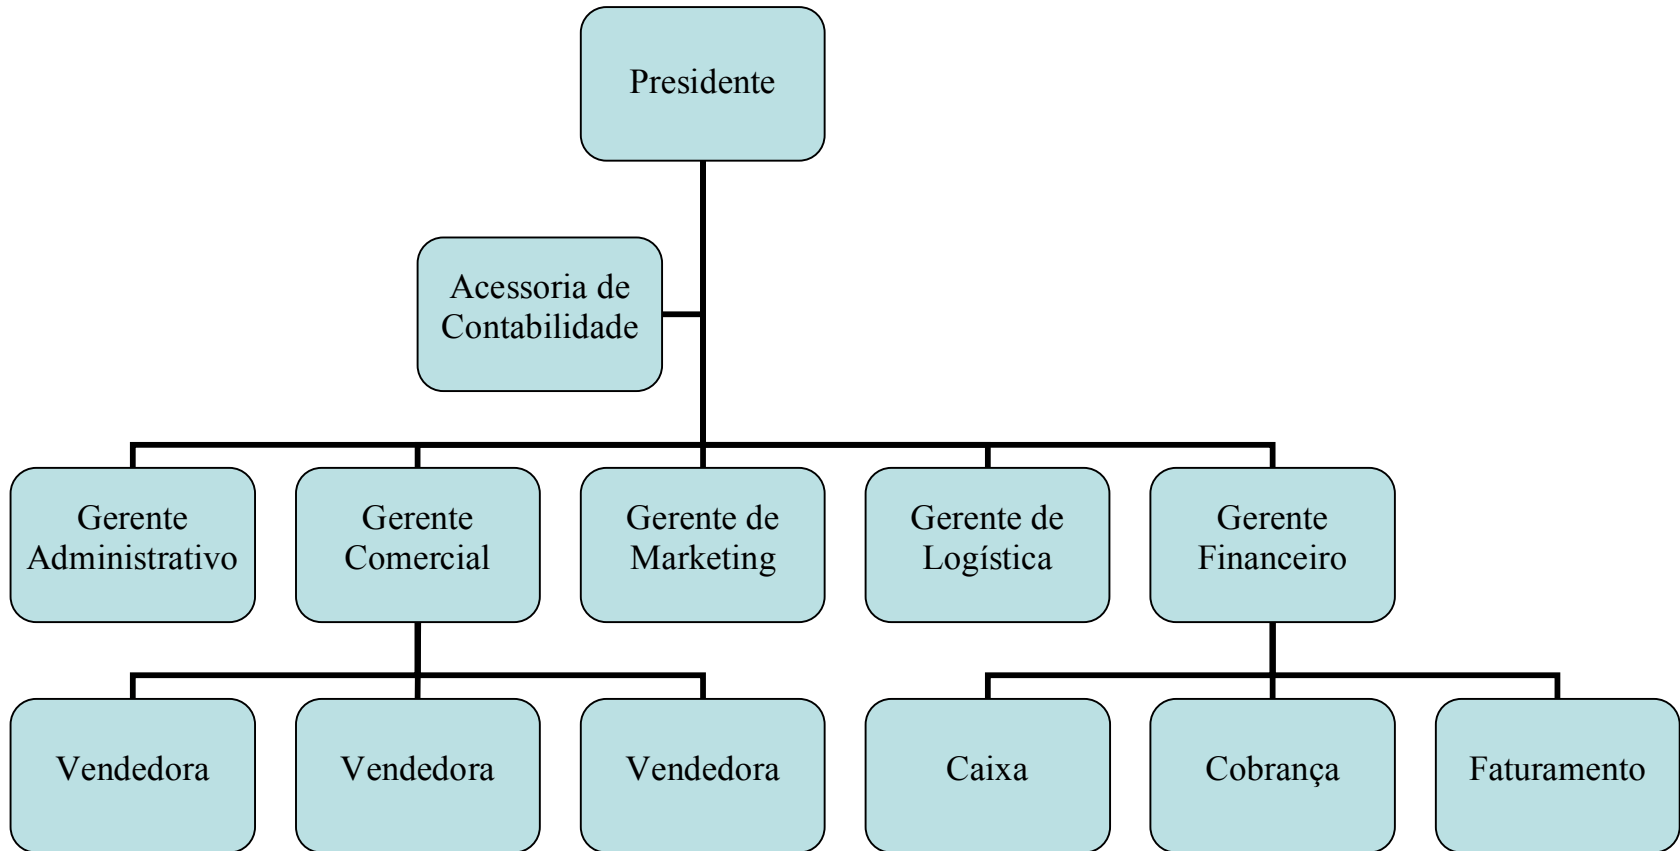 Presidente
Acessoria de
Contabilidade
Gerente
Administrativo
Gerente
Comercial
Gerente de
Marketing
Gerente de
Logística
Gerente
Financeiro
Vendedora
Vendedora
Vendedora
Caixa
Cobrança
Faturamento